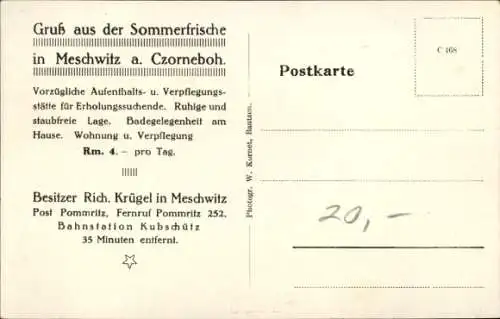 Gruß aus der Sommerfrische
in Meschwitz a. Czorneboh.
Vorzügliche Aufenthalts- u. Verpflegungs-
stätte für Erholungssuchende. Ruhige und
staubfreie Lage. Badegelegenheit am
Hause. Wohnung u. Verpflegung
Rm. 4. – pro Tag.
Besitzer Rich. Krügel in Meschwitz
Post Pommritz, Fernruf Pommritz 252.
Bahnstation Kubschütz
35 Minuten entfernt.
Photogr. W. Kornet, Bautzen.
Postkarte
C 168
20,-